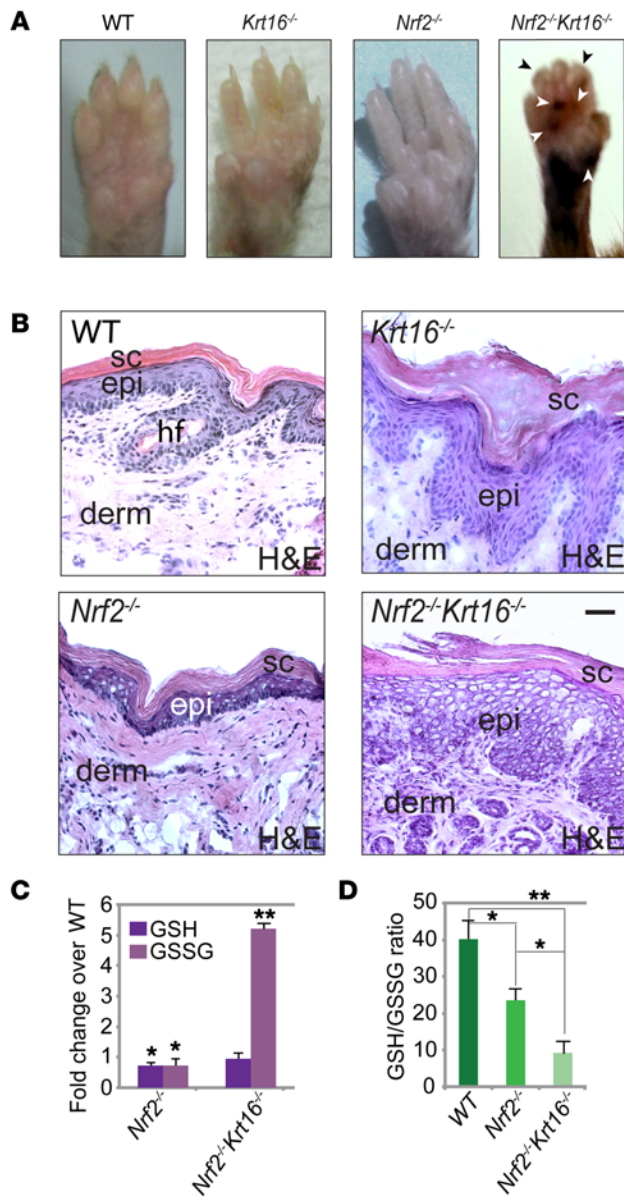 A
WT
Krt16-/-
Nrf2-/-
Nrf2-/-Krt16-/-
B
WT
sc
epi
hf
derm
H&E
Krt16-/-
sc
epi
derm
H&E
Nrf2-/-
sc
epi
derm
H&E
Nrf2-/-Krt16-/-
sc
epi
derm
H&E
C
Fold change over WT
6
5
4
3
2
1
0
GSH
GSSG
*
*
**
Nrf2-/-
Nrf2-/-Krt16-/-
D
GSH/GSSG ratio
50
40
30
20
10
0
**
*
*
WT
Nrf2-/-
Nrf2-/-Krt16-/-